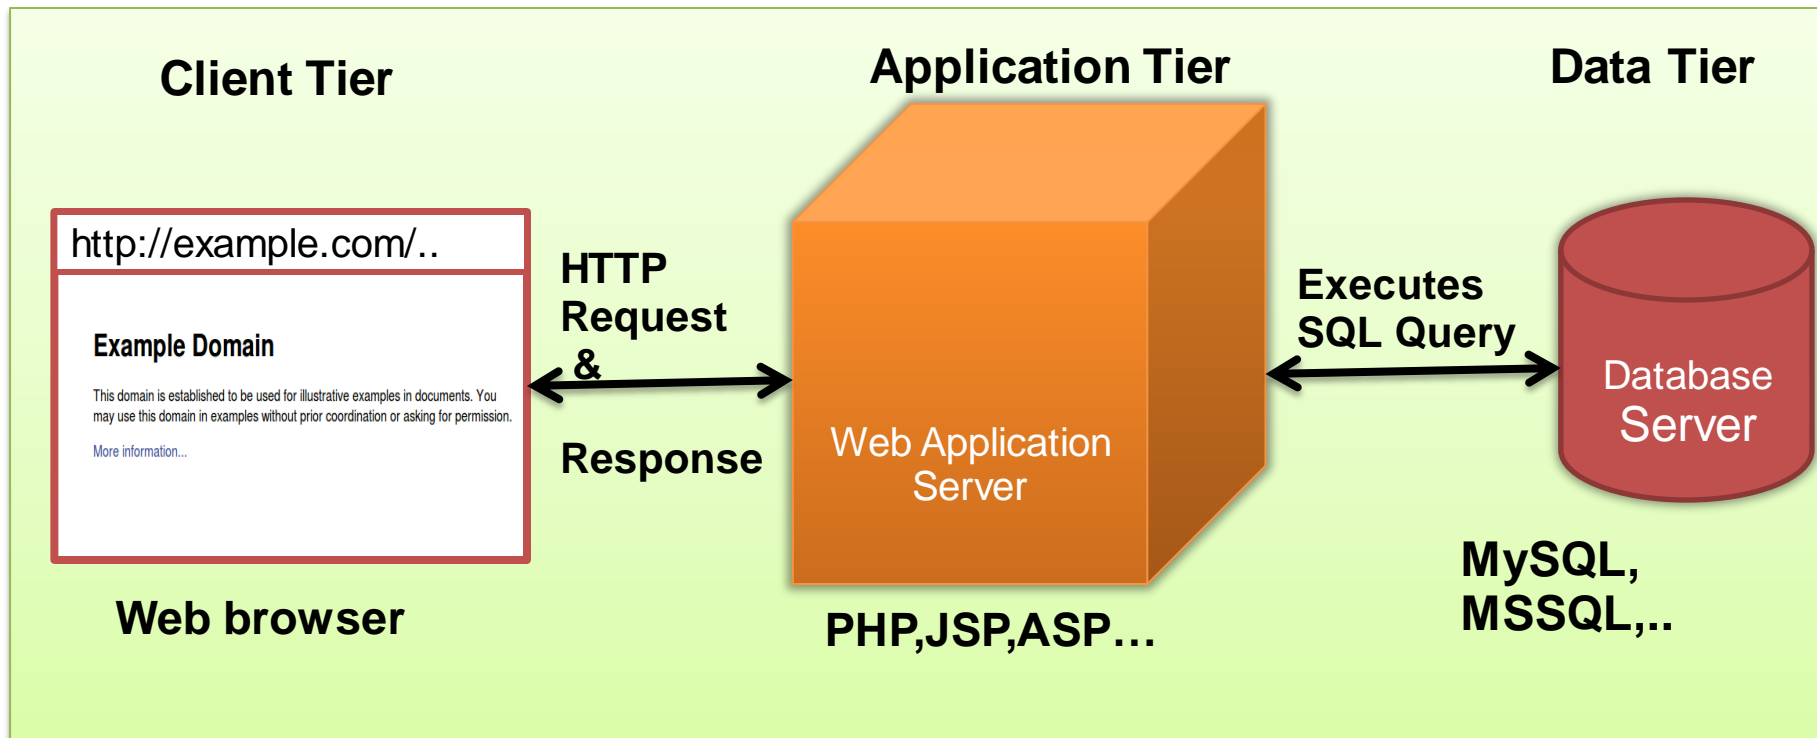 Client Tier
Application Tier
Data Tier
http://example.com/..
Example Domain
This domain is established to be used for illustrative examples in documents. You
may use this domain in examples without prior coordination or asking for permission.
More information...
Web browser
HTTP
Request
&
Response
Web Application
Server
PHP,JSP,ASP…
Executes
SQL Query
Database
Server
MySQL,
MSSQL,..